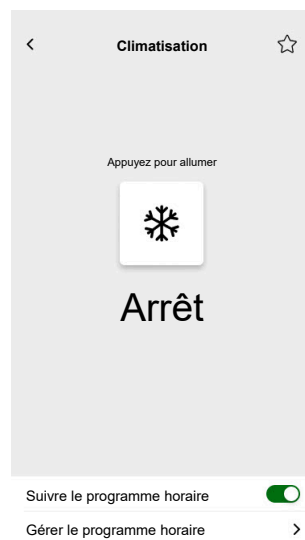 Climatisation
Appuyez pour allumer
Arrêt
Suivre le programme horaire
Gérer le programme horaire